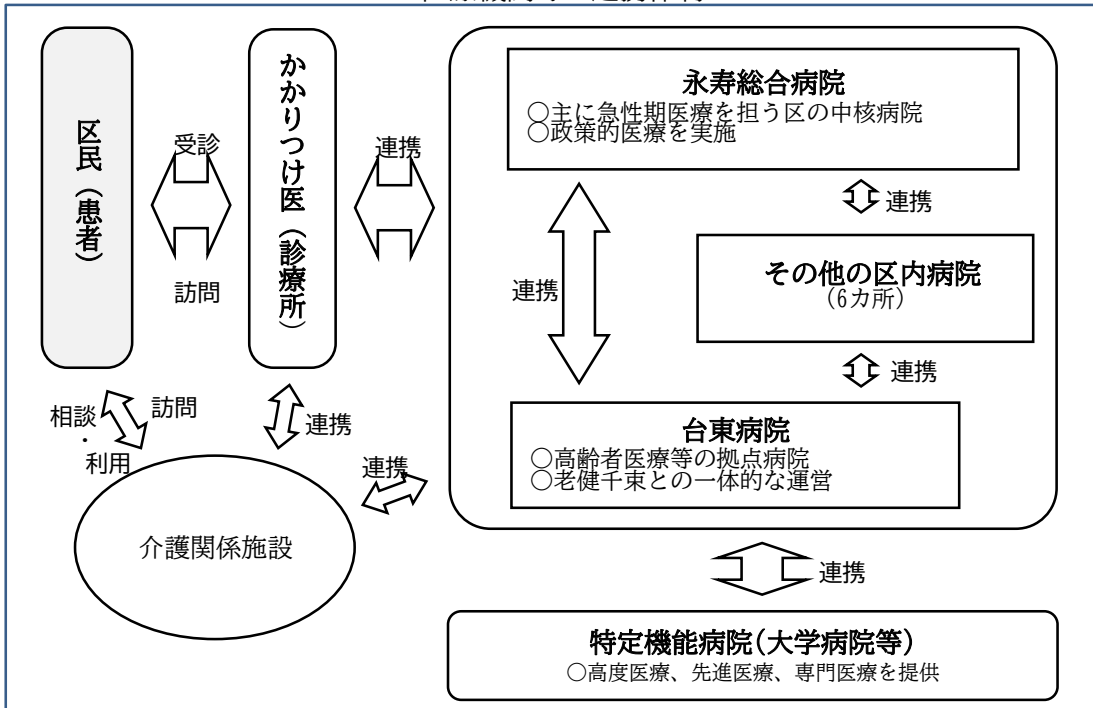 区民（患者）
受診
訪問
かかりつけ医（診療所）
連携
永寿総合病院
○主に急性期医療を担う区の中核病院
○政策的医療を実施
連携
連携
その他の区内病院
（6カ所）
連携
台東病院
○高齢者医療等の拠点病院
○老健千束との一体的な運営
相談
・
利用
訪問
連携
連携
介護関係施設
連携
特定機能病院（大学病院等）
○高度医療、先進医療、専門医療を提供